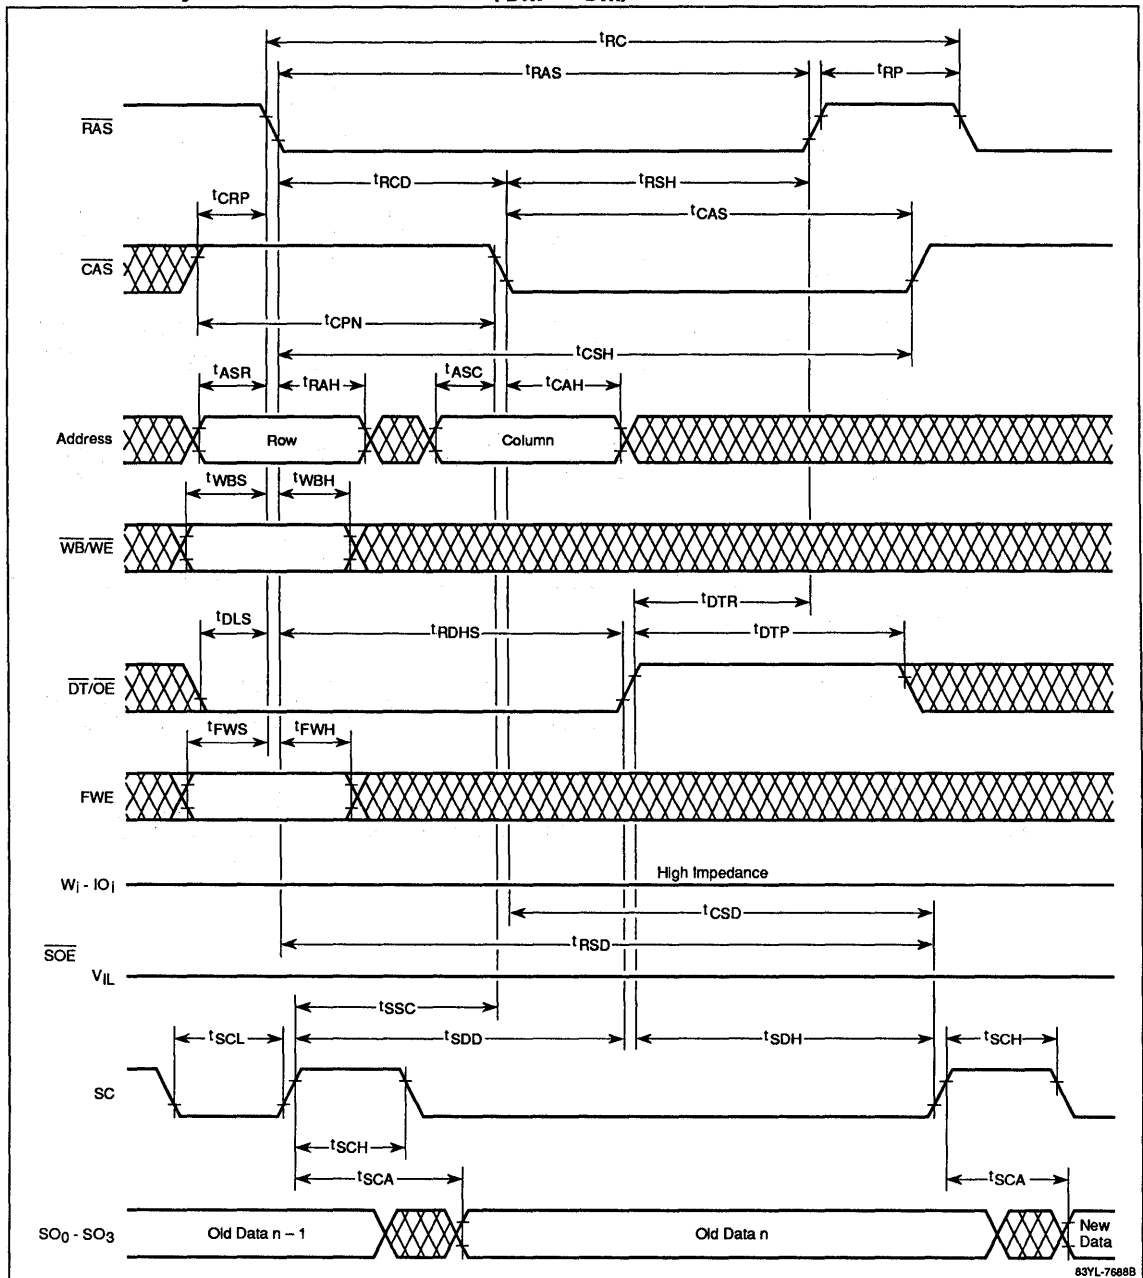 tRC
tRAS
tRP
RAS
tRCD
tRSH
tCRP
tCAS
CAS
tCPN
tCSH
tASR
tRAH
tASC
tCAH
Address
Row
Column
tWBS
tWBH
WB/WE
tDTR
tDLS
tRDHS
tDTP
DT/OE
tFWS
tFWH
FWE
Wi - IOi
High Impedance
tCSD
tRSD
SOE
VIL
tSSC
tSCL
tSDD
tSDH
tSCH
SC
tSCH
tSCA
tSCA
SO0 - SO3
Old Data n – 1
Old Data n
New
Data
83YL-7688B